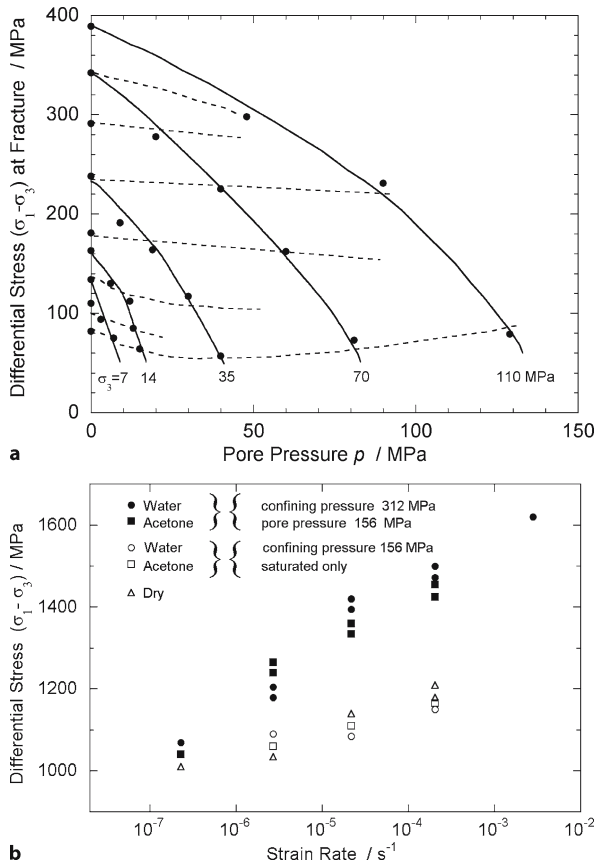 400
300
200
100
0
Differential Stress (σ1-σ3) at Fracture / MPa
σ3=7 14 35 70 110 MPa
0 50 100 150
Pore Pressure p / MPa
a
1600
1400
1200
1000
Differential Stress (σ1- σ3) / MPa
● Water }{ confining pressure 312 MPa
■ Acetone }{ pore pressure 156 MPa
○ Water }{ confining pressure 156 MPa
□ Acetone }{ saturated only
△ Dry
10-7 10-6 10-5 10-4 10-3 10-2
Strain Rate / s-1
b